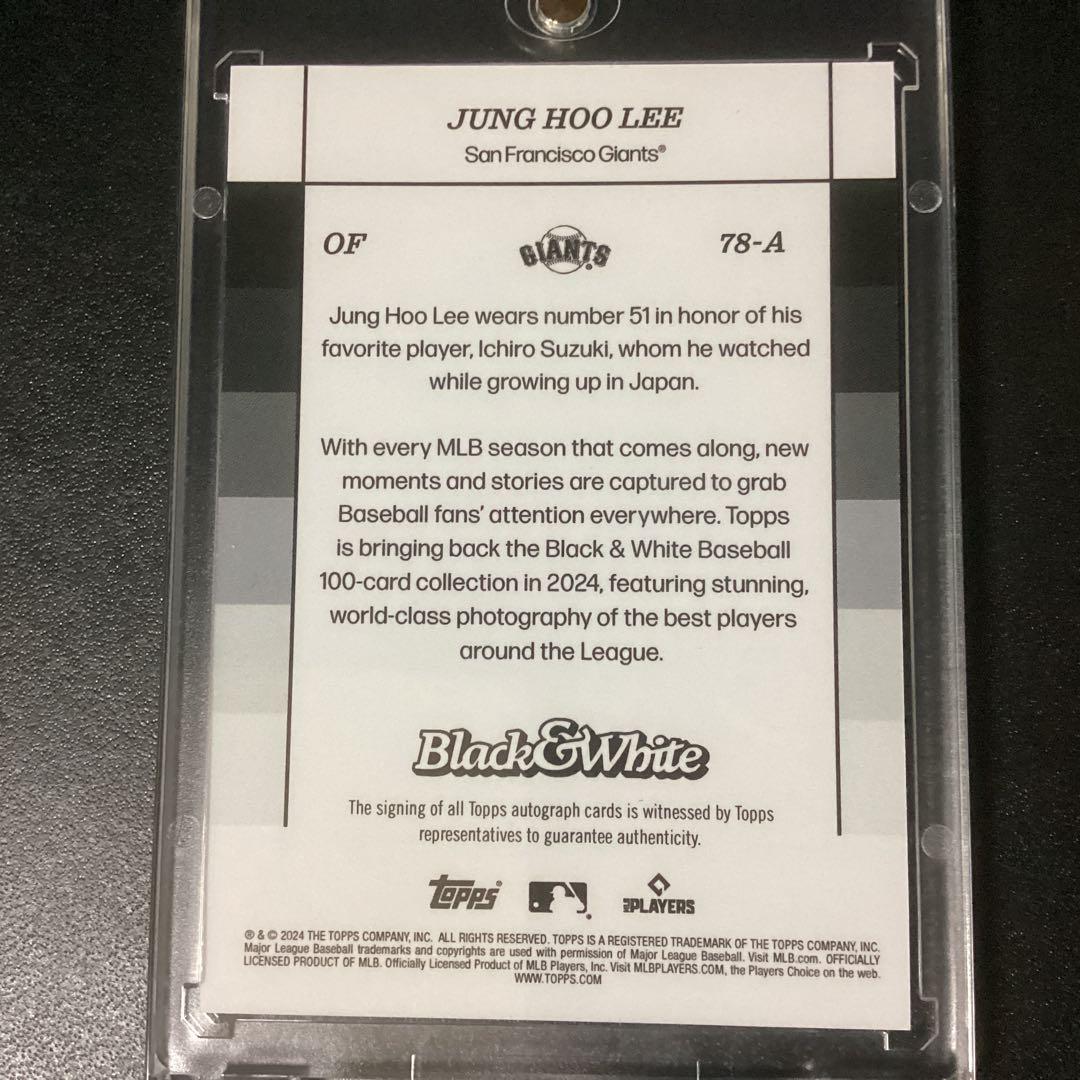 JUNG HOO LEE
San Francisco Giants®
OF
GIANTS®
78-A
Jung Hoo Lee wears number 51 in honor of his
favorite player, Ichiro Suzuki, whom he watched
while growing up in Japan.
With every MLB season that comes along, new
moments and stories are captured to grab
Baseball fans' attention everywhere. Topps
is bringing back the Black & White Baseball
100-card collection in 2024, featuring stunning,
world-class photography of the best players
around the League.
Black&White
The signing of all Topps autograph cards is witnessed by Topps
representatives to guarantee authenticity.
topps®
MLB PLAYERS
® & © 2024 THE TOPPS COMPANY, INC. ALL RIGHTS RESERVED. TOPPS IS A REGISTERED TRADEMARK OF THE TOPPS COMPANY, INC.
Major League Baseball trademarks and copyrights are used with permission of Major League Baseball. Visit MLB.com. OFFICIALLY
LICENSED PRODUCT OF MLB. Officially Licensed Product of MLB Players, Inc. Visit MLBPLAYERS.COM, the Players Choice on the web.
WWW.TOPPS.COM